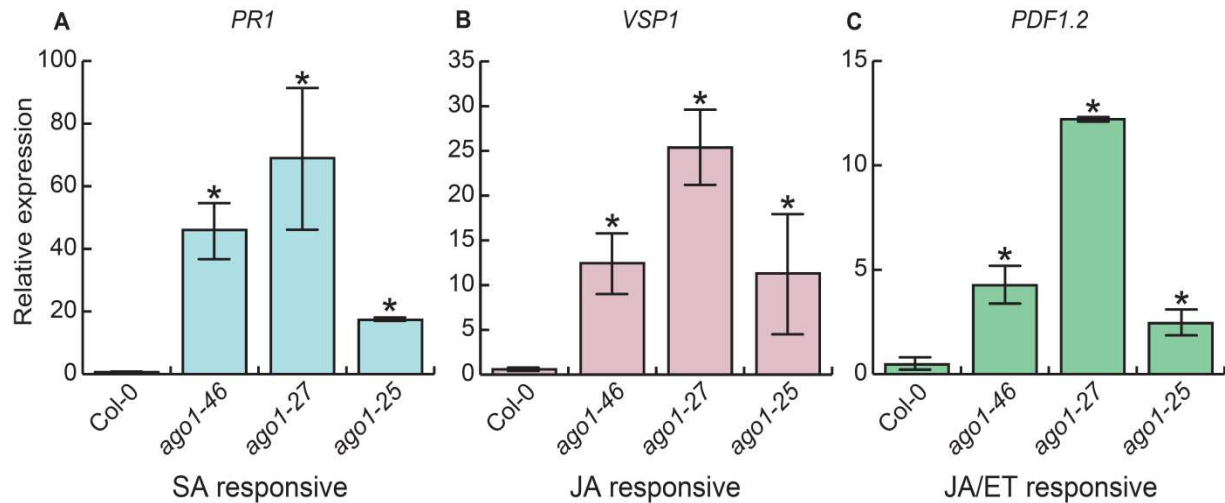 A PR1
Relative expression
100
80
60
40
20
0
* * *
Col-0 ago1-46 ago1-27 ago1-25
SA responsive
B VSP1
35
30
25
20
15
10
5
0
* * *
Col-0 ago1-46 ago1-27 ago1-25
JA responsive
C PDF1.2
15
10
5
0
* * *
Col-0 ago1-46 ago1-27 ago1-25
JA/ET responsive